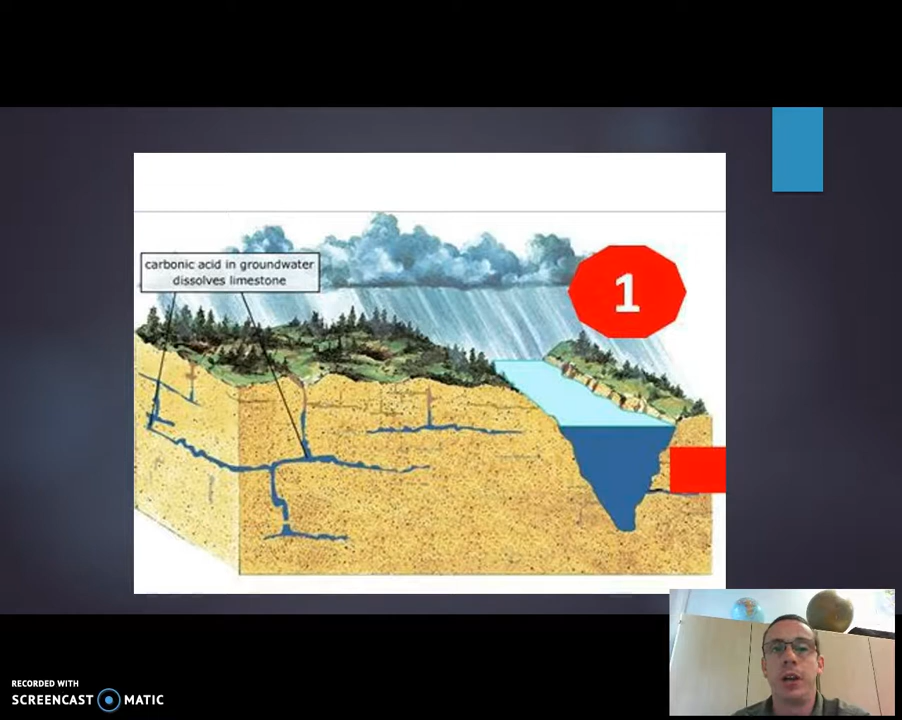 carbonic acid in groundwater
dissolves limestone
1
RECORDED WITH
SCREENCAST MATIC